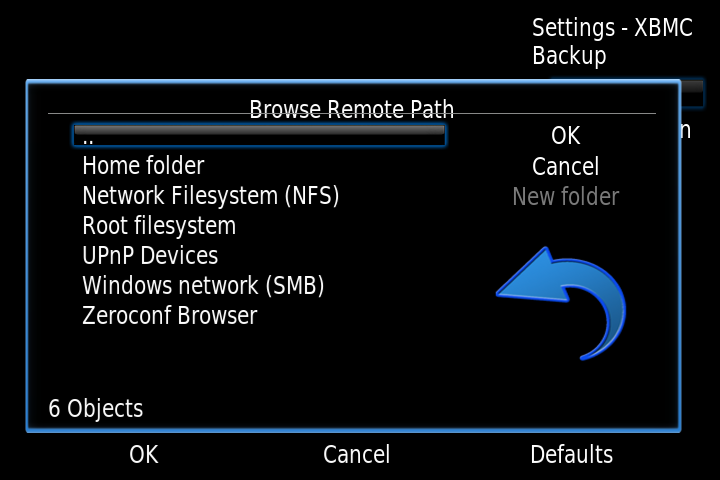 Settings - XBMC
Backup
Browse Remote Path
..
OK
n
Home folder
Cancel
Network Filesystem (NFS)
New folder
Root filesystem
UPnP Devices
Windows network (SMB)
Zeroconf Browser
6 Objects
OK
Cancel
Defaults